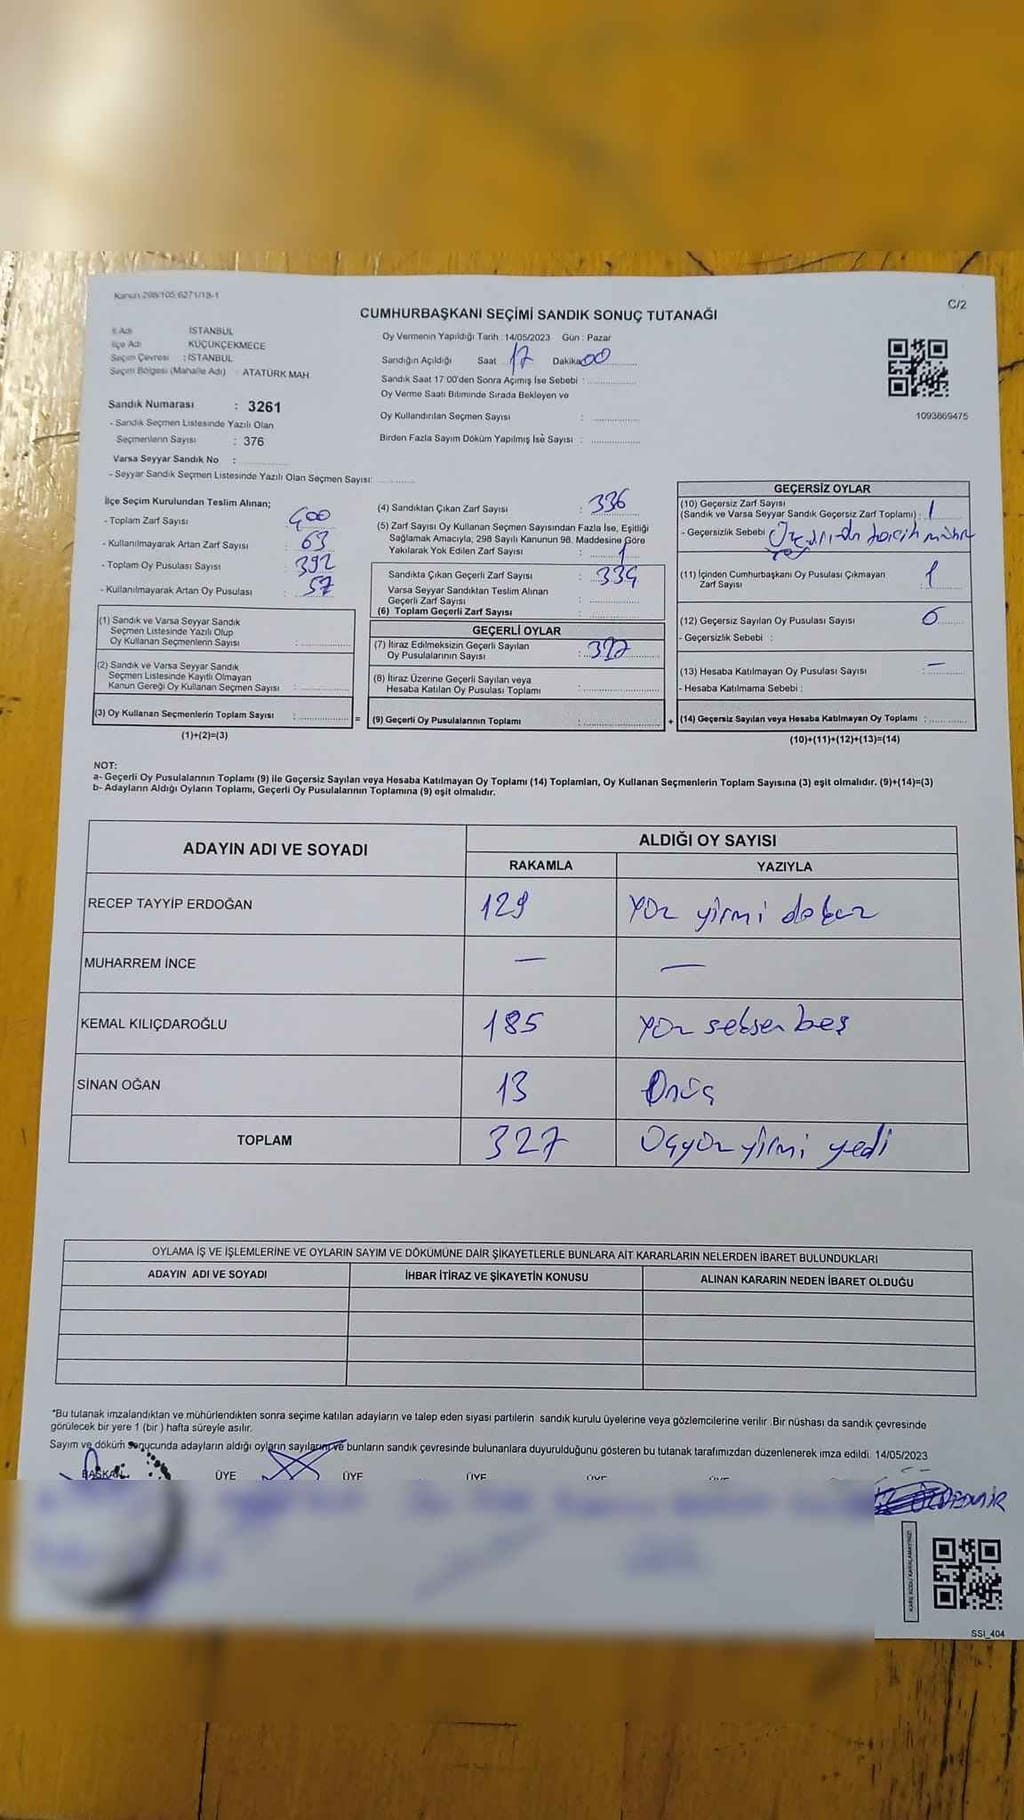 Kanun 298/105 6271/18-1
C/2
CUMHURBAŞKANI SEÇİMİ SANDIK SONUÇ TUTANAĞI
İl Adı İSTANBUL
İlçe Adı KÜÇÜKÇEKMECE
Seçim Çevresi : İSTANBUL
Seçim Bölgesi (Mahalle Adı) : ATATÜRK MAH.
Sandık Numarası : 3261
- Sandık Seçmen Listesinde Yazılı Olan
Seçmenlerin Sayısı : 376
Varsa Seyyar Sandık No :
- Seyyar Sandık Seçmen Listesinde Yazılı Olan Seçmen Sayısı:
Oy Vermenin Yapıldığı Tarih : 14/05/2023 Gün : Pazar
Sandığın Açıldığı Saat 17 Dakika 00
Sandık Saat 17:00'den Sonra Açımış İse Sebebi :
Oy Verme Saati Bitiminde Sırada Bekleyen ve
Oy Kullandırılan Seçmen Sayısı :
Birden Fazla Sayım Döküm Yapılmış İse Sayısı :
1093869475
İlçe Seçim Kurulundan Teslim Alınan;
- Toplam Zarf Sayısı : 400
- Kullanılmayarak Artan Zarf Sayısı : 63
- Toplam Oy Pusulası Sayısı : 392
- Kullanılmayarak Artan Oy Pusulası : 57
(1) Sandık ve Varsa Seyyar Sandık
Seçmen Listesinde Yazılı Olup
Oy Kullanan Seçmenlerin Sayısı :
(2) Sandık ve Varsa Seyyar Sandık
Seçmen Listesinde Kayıtlı Olmayan
Kanun Gereği Oy Kullanan Seçmen Sayısı :
(3) Oy Kullanan Seçmenlerin Toplam Sayısı :
(1)+(2)=(3)
(4) Sandıktan Çıkan Zarf Sayısı : 336
(5) Zarf Sayısı Oy Kullanan Seçmen Sayısından Fazla İse, Eşitliği
Sağlamak Amacıyla, 298 Sayılı Kanunun 98. Maddesine Göre
Yakılarak Yok Edilen Zarf Sayısı : 1
Sandıkta Çıkan Geçerli Zarf Sayısı : 334
Varsa Seyyar Sandıktan Teslim Alınan
Geçerli Zarf Sayısı :
(6) Toplam Geçerli Zarf Sayısı :
GEÇERLİ OYLAR
(7) İtiraz Edilmeksizin Geçerli Sayılan
Oy Pusulalarının Sayısı : 327
(8) İtiraz Üzerine Geçerli Sayılan veya
Hesaba Katılan Oy Pusulası Toplamı :
= (9) Geçerli Oy Pusulalarının Toplamı :
GEÇERSİZ OYLAR
(10) Geçersiz Zarf Sayısı
(Sandık ve Varsa Seyyar Sandık Geçersiz Zarf Toplamı) : 1
- Geçersizlik Sebebi Üzerinde tercih mührü
(11) İçinden Cumhurbaşkanı Oy Pusulası Çıkmayan
Zarf Sayısı : 1
(12) Geçersiz Sayılan Oy Pusulası Sayısı : 6
- Geçersizlik Sebebi :
(13) Hesaba Katılmayan Oy Pusulası Sayısı : —
- Hesaba Katılmama Sebebi :
+ (14) Geçersiz Sayılan veya Hesaba Katılmayan Oy Toplamı :
(10)+(11)+(12)+(13)=(14)
NOT:
a- Geçerli Oy Pusulalarının Toplamı (9) ile Geçersiz Sayılan veya Hesaba Katılmayan Oy Toplamı (14) Toplamları, Oy Kullanan Seçmenlerin Toplam Sayısına (3) eşit olmalıdır. (9)+(14)=(3)
b- Adayların Aldığı Oyların Toplamı, Geçerli Oy Pusulalarının Toplamına (9) eşit olmalıdır.
ADAYIN ADI VE SOYADI ALDIĞI OY SAYISI
RAKAMLA YAZIYLA
RECEP TAYYİP ERDOĞAN 129 Yüz yirmi dokuz
MUHARREM İNCE — —
KEMAL KILIÇDAROĞLU 185 Yüz seksen beş
SİNAN OĞAN 13 Onüç
TOPLAM 327 Üçyüz yirmi yedi
OYLAMA İŞ VE İŞLEMLERİNE VE OYLARIN SAYIM VE DÖKÜMÜNE DAİR ŞİKAYETLERLE BUNLARA AİT KARARLARIN NELERDEN İBARET BULUNDUKLARI
ADAYIN ADI VE SOYADI İHBAR İTİRAZ VE ŞİKAYETİN KONUSU ALINAN KARARIN NEDEN İBARET OLDUĞU
*Bu tutanak imzalandıktan ve mühürlendikten sonra seçime katılan adayların ve talep eden siyasi partilerin sandık kurulu üyelerine veya gözlemcilerine verilir .Bir nüshası da sandık çevresinde
görülecek bir yere 1 (bir ) hafta süreyle asılır.
Sayım ve döküm sonucunda adayların aldığı oyların sayılarını ve bunların sandık çevresinde bulunanlara duyurulduğunu gösteren bu tutanak tarafımızdan düzenlenerek imza edildi. 14/05/2023
BAŞKAN ÜYE ÜYE ÜYE ÜYE
ÖZDEMİR
KARE KODU KARALAMAYINIZ!
SSI_404